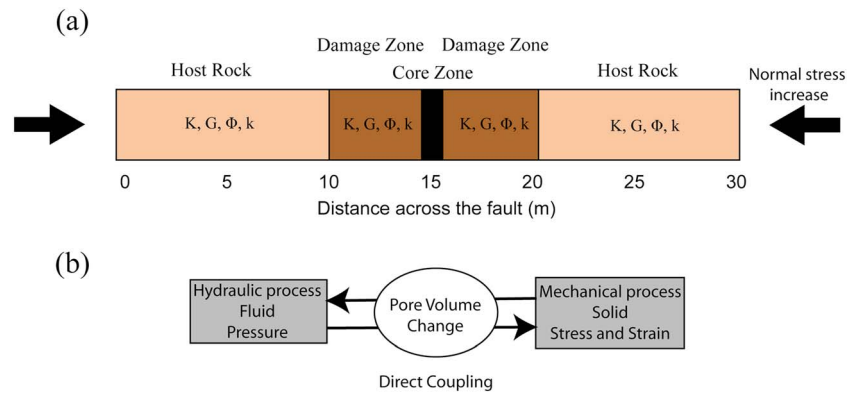 (a)
Damage Zone Damage Zone
Host Rock Core Zone Host Rock
Normal stress
increase
K, G, Φ, k K, G, Φ, k K, G, Φ, k K, G, Φ, k
0 5 10 15 20 25 30
Distance across the fault (m)
(b)
Hydraulic process
Fluid
Pressure
Pore Volume
Change
Mechanical process
Solid
Stress and Strain
Direct Coupling